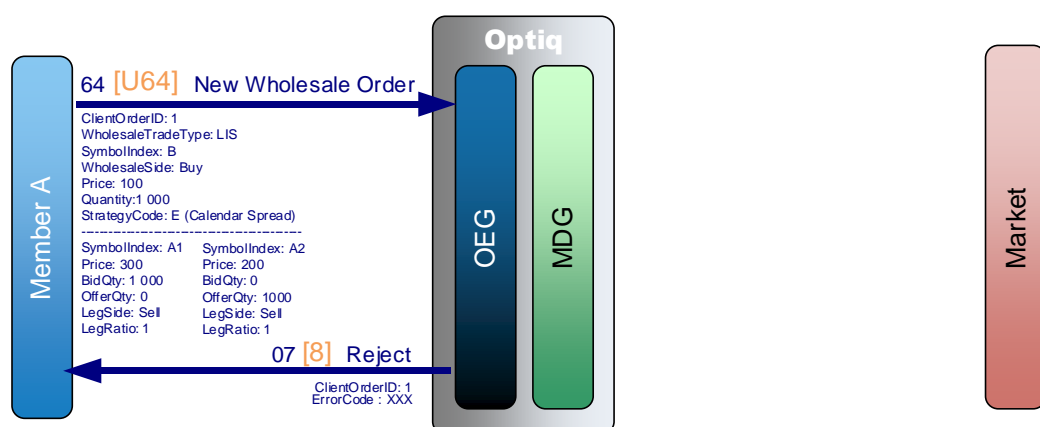 Optiq
64 [U64] New Wholesale Order
ClientOrderID: 1
WholesaleTradeType: LIS
SymbolIndex: B
WholesaleSide: Buy
Price: 100
Quantity:1 000
StrategyCode: E (Calendar Spread)
--------------------------------------------
SymbolIndex: A1 SymbolIndex: A2
Price: 300 Price: 200
BidQty: 1 000 BidQty: 0
OfferQty: 0 OfferQty: 1000
LegSide: Sell LegSide: Sell
LegRatio: 1 LegRatio: 1
07 [8] Reject
ClientOrderID: 1
ErrorCode : XXX
Member A
OEG
MDG
Market